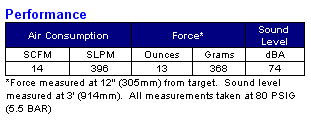 Performance
Air Consumption Force* Sound Level
SCFM SLPM Ounces Grams dBA
14 396 13 368 74
*Force measured at 12" (305mm) from target. Sound level
measured at 3' (914mm). All measurements taken at 80 PSIG
(5.5 BAR)